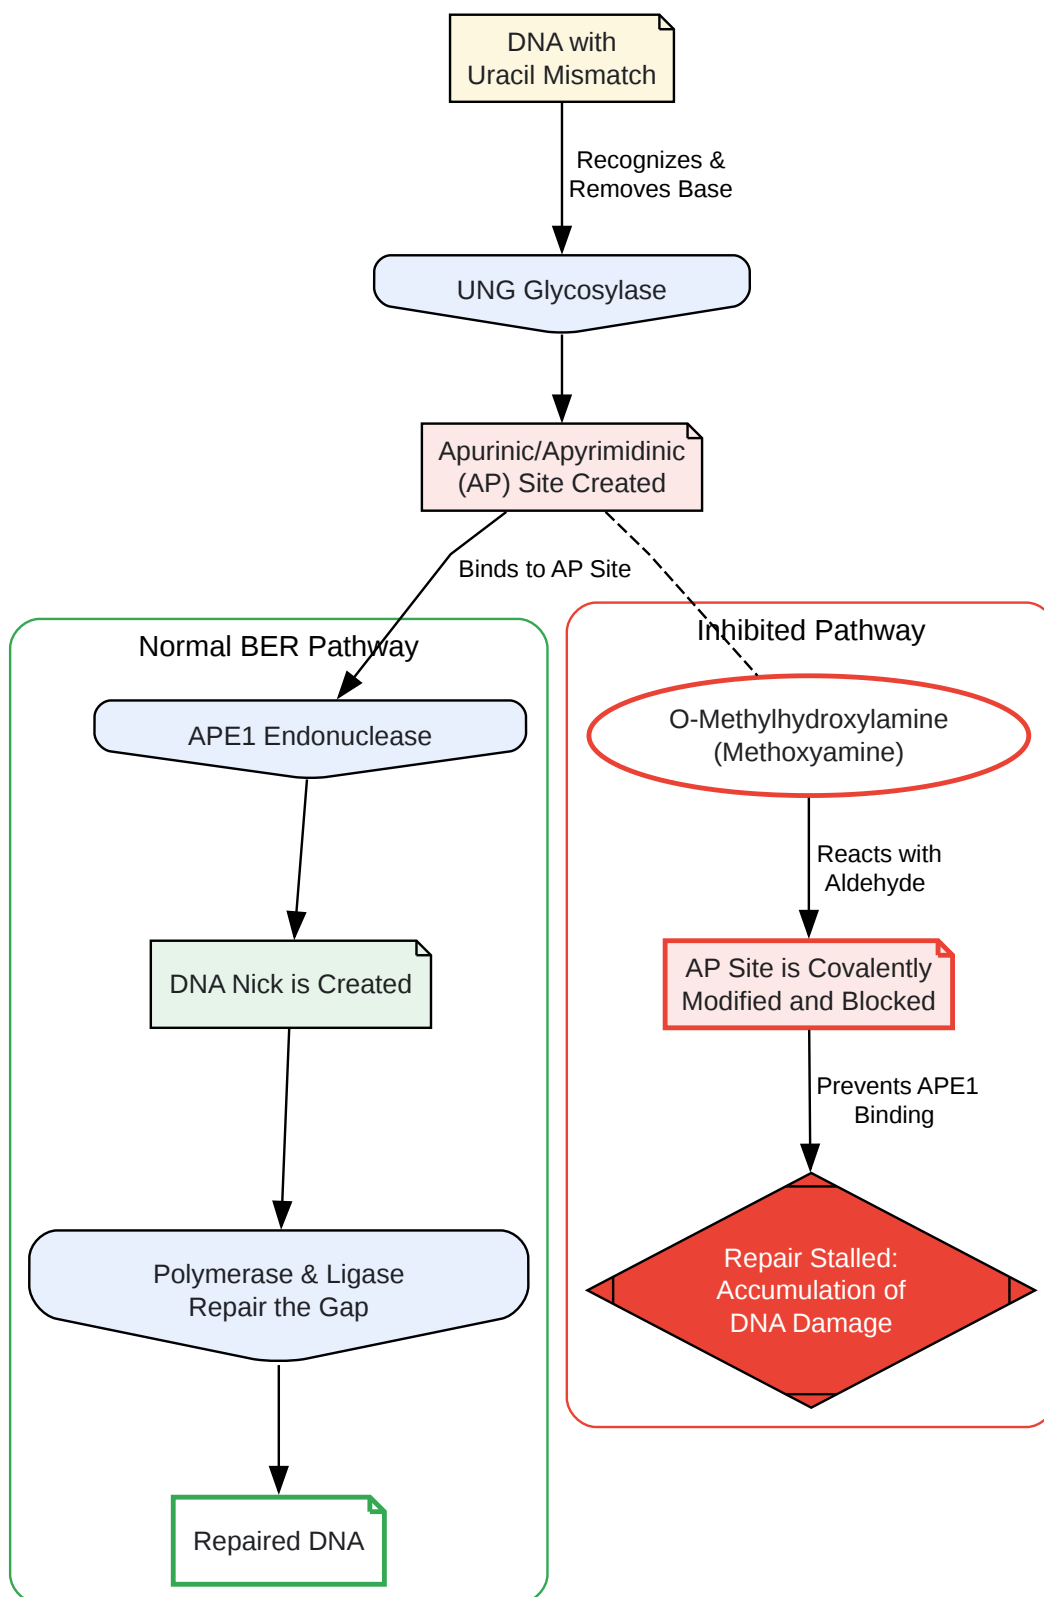 DNA with
Uracil Mismatch
Recognizes &
Removes Base
UNG Glycosylase
Apurinic/Apyrimidinic
(AP) Site Created
Binds to AP Site
Normal BER Pathway
APE1 Endonuclease
DNA Nick is Created
Polymerase & Ligase
Repair the Gap
Repaired DNA
Inhibited Pathway
O-Methylhydroxylamine
(Methoxyamine)
Reacts with
Aldehyde
AP Site is Covalently
Modified and Blocked
Prevents APE1
Binding
Repair Stalled:
Accumulation of
DNA Damage